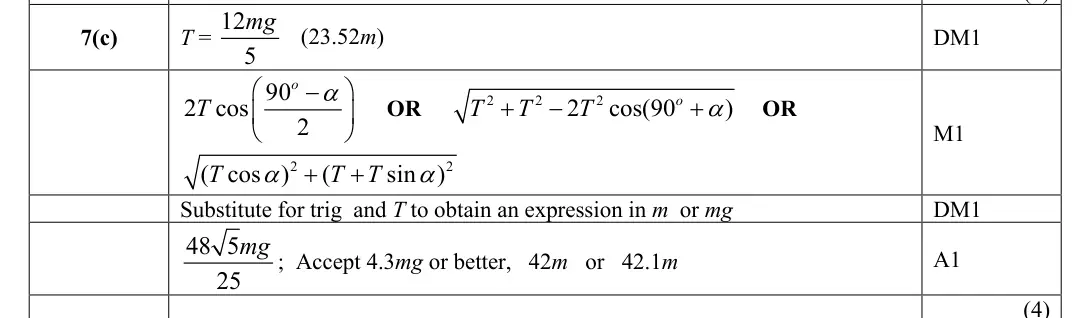 7(c) T = 12mg/5 (23.52m) DM1
2T cos((90° − α)/2) OR √(T² + T² − 2T² cos(90° + α)) OR
√((T cos α)² + (T + T sin α)²) M1
Substitute for trig and T to obtain an expression in m or mg DM1
48√5mg/25 ; Accept 4.3mg or better, 42m or 42.1m A1
(4)